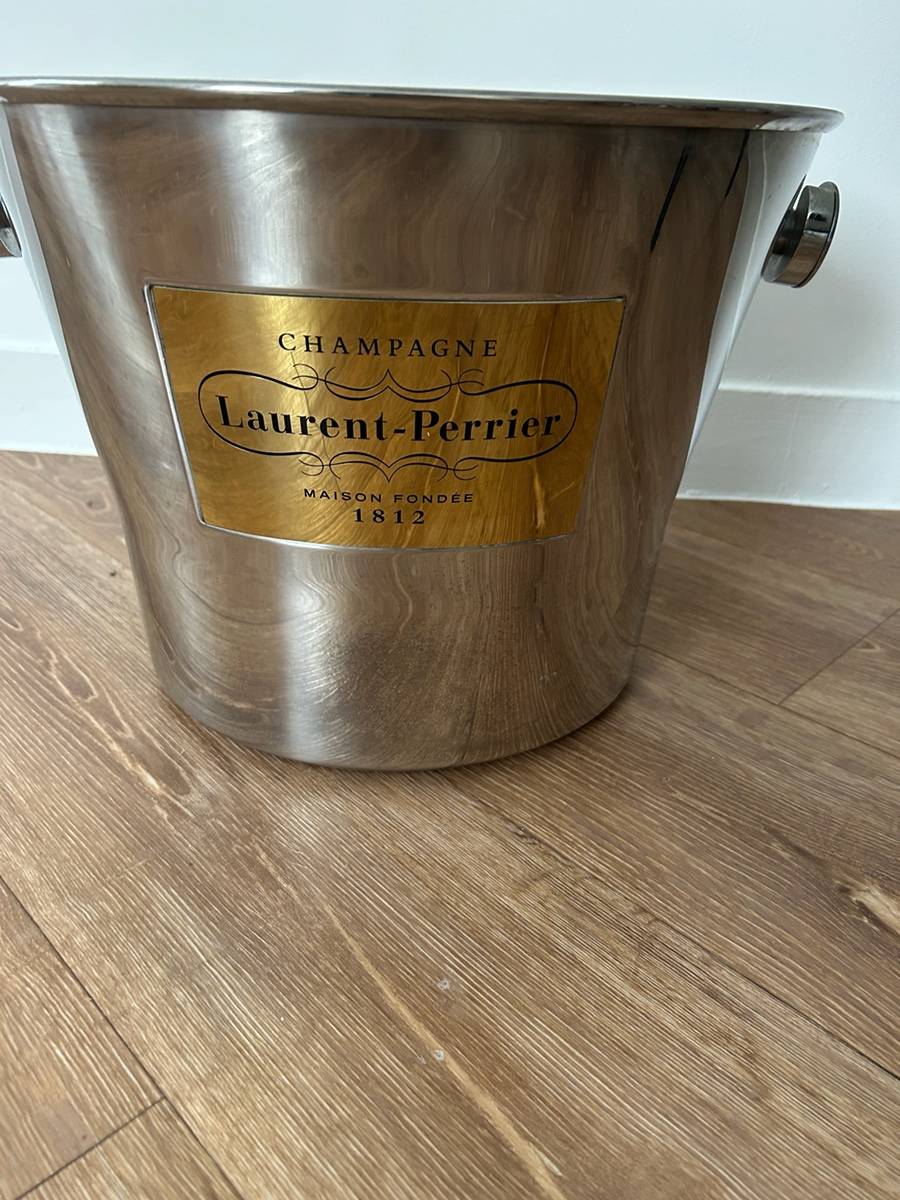 CHAMPAGNE
Laurent-Perrier
MAISON FONDÉE
1812